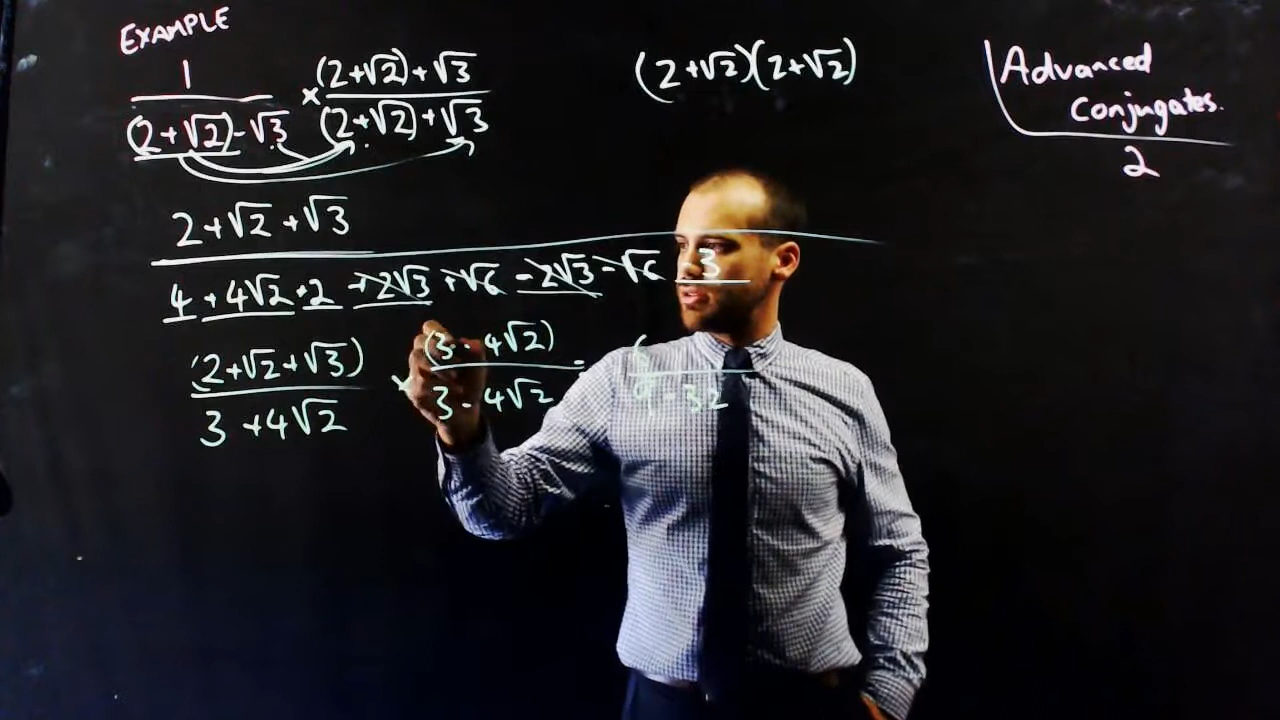 EXAMPLE
1 / ((2+√2)-√3) × ((2+√2)+√3) / ((2+√2)+√3)
(2+√2)(2+√2)
Advanced
Conjugates.
2
2+√2+√3
4 +4√2 +2 +2√3 +√6 -2√3 -√6 - 3
(2+√2+√3) / (3+4√2) × (3-4√2) / (3-4√2) = 6 / (9-32)